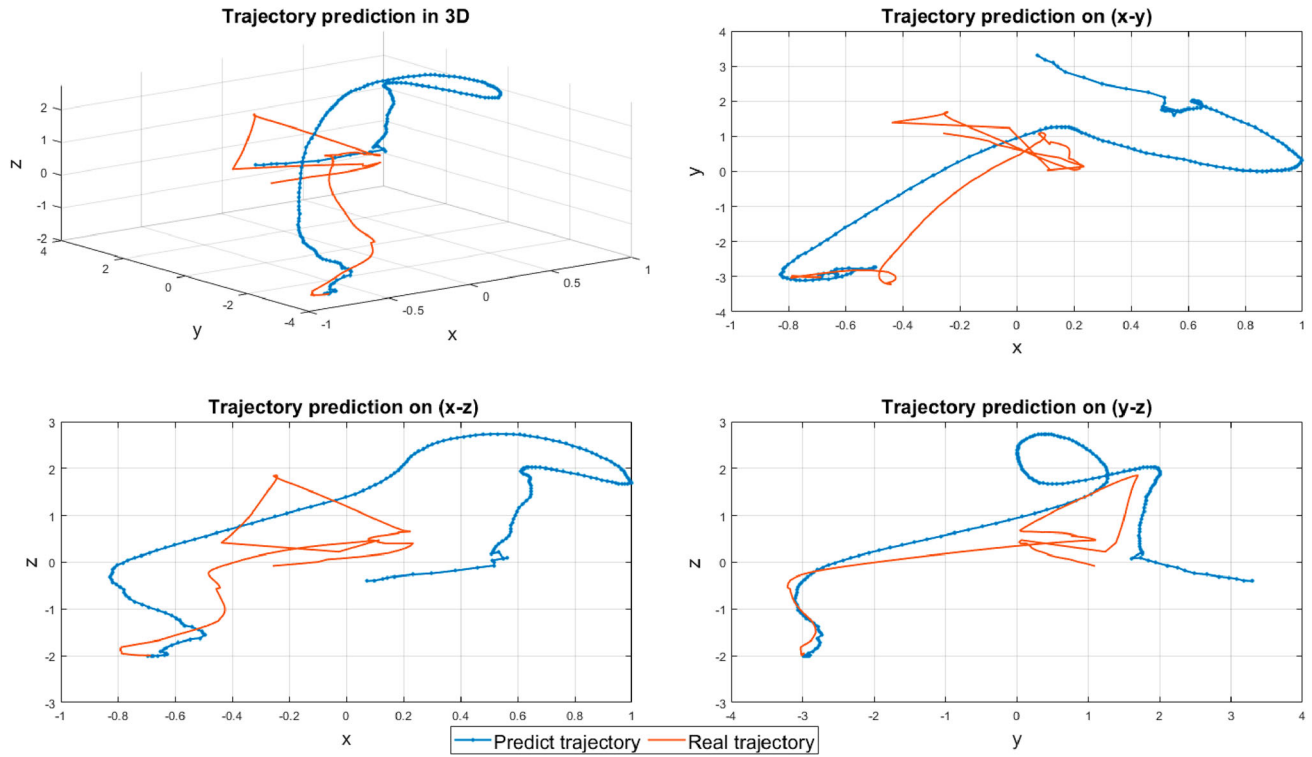 Trajectory prediction in 3D
z
2
1
0
-1
-2
4
2
0
-2
-4
y
-1
-0.5
0
0.5
1
x
Trajectory prediction on (x-y)
y
4
3
2
1
0
-1
-2
-3
-4
-1 -0.8 -0.6 -0.4 -0.2 0 0.2 0.4 0.6 0.8 1
x
Trajectory prediction on (x-z)
z
3
2
1
0
-1
-2
-3
-1 -0.8 -0.6 -0.4 -0.2 0 0.2 0.4 0.6 0.8 1
x
Trajectory prediction on (y-z)
z
3
2
1
0
-1
-2
-3
-4 -3 -2 -1 0 1 2 3 4
y
Predict trajectory Real trajectory